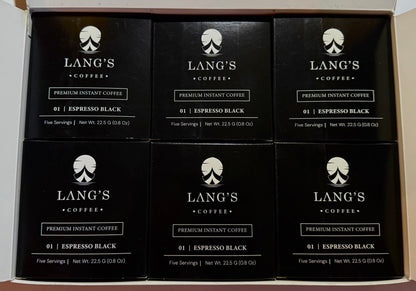 LANG'S
• COFFEE •
PREMIUM INSTANT COFFEE
01 | ESPRESSO BLACK
Five Servings | Net Wt. 22.5 G (0.8 Oz)
LANG'S
• COFFEE •
PREMIUM INSTANT COFFEE
01 | ESPRESSO BLACK
Five Servings | Net Wt. 22.5 G (0.8 Oz)
LANG'S
• COFFEE •
PREMIUM INSTANT COFFEE
01 | ESPRESSO BLACK
Five Servings | Net Wt. 22.5 G (0.8 Oz)
LANG'S
• COFFEE •
PREMIUM INSTANT COFFEE
01 | ESPRESSO BLACK
Five Servings | Net Wt. 22.5 G (0.8 Oz)
LANG'S
• COFFEE •
PREMIUM INSTANT COFFEE
01 | ESPRESSO BLACK
Five Servings | Net Wt. 22.5 G (0.8 Oz)
LANG'S
• COFFEE •
PREMIUM INSTANT COFFEE
01 | ESPRESSO BLACK
Five Servings | Net Wt. 22.5 G (0.8 Oz)